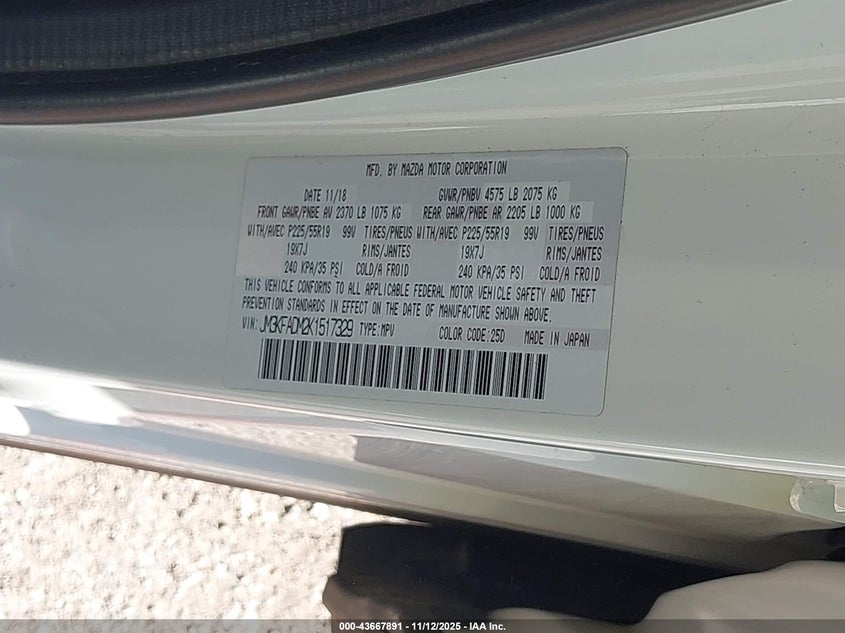 MFD. BY MAZDA MOTOR CORPORATION
DATE 11/18 GVWR/PNBV 4575 LB 2075 KG
FRONT GAWR/PNBE AV 2370 LB 1075 KG REAR GAWR/PNBE AR 2205 LB 1000 KG
WITH/AVEC P225/55R19 99V TIRES/PNEUS WITH/AVEC P225/55R19 99V TIRES/PNEUS
19X7J RIMS/JANTES 19X7J RIMS/JANTES
240 KPA/35 PSI COLD/A FROID 240 KPA/35 PSI COLD/A FROID
THIS VEHICLE CONFORMS TO ALL APPLICABLE FEDERAL MOTOR VEHICLE SAFETY AND THEFT
PREVENTION STANDARDS IN EFFECT ON THE DATE OF MANUFACTURE SHOWN ABOVE.
VIN: JM3KFADM2K1517329 TYPE:MPV COLOR CODE:25D MADE IN JAPAN
000-43667891 - 11/12/2025 - IAA Inc.